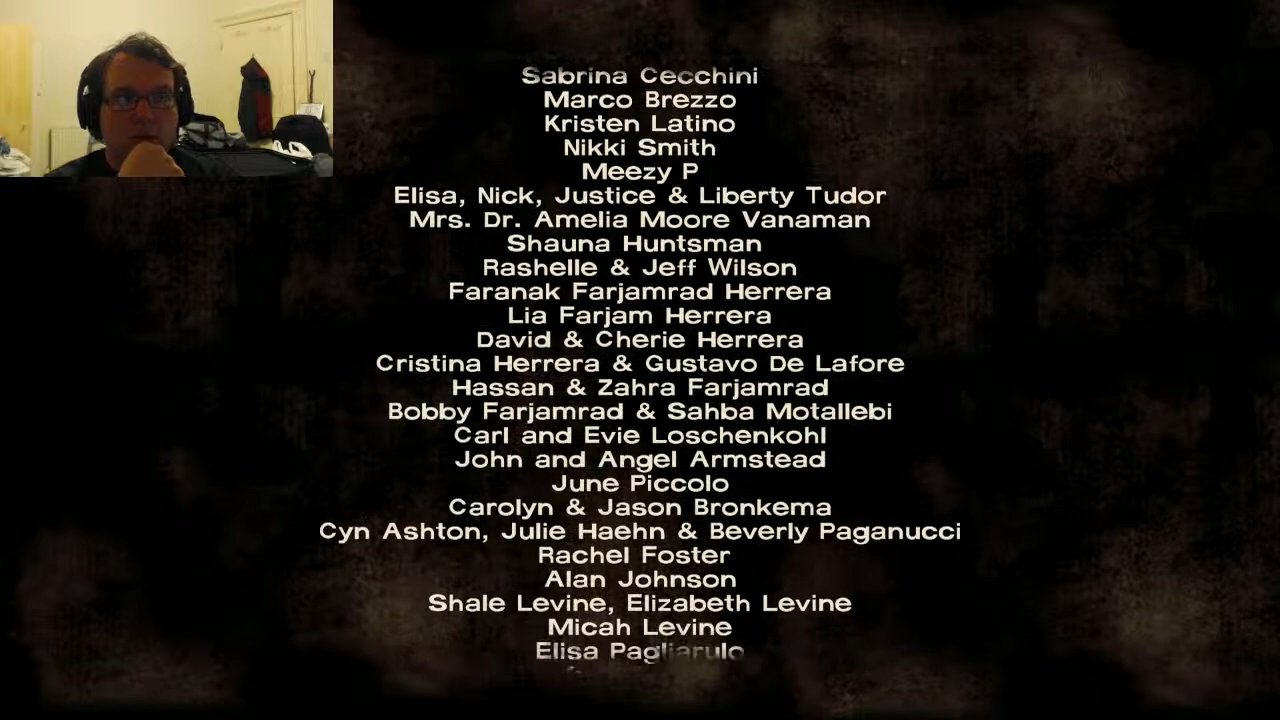 Sabrina Cecchini
Marco Brezzo
Kristen Latino
Nikki Smith
Meezy P
Elisa, Nick, Justice & Liberty Tudor
Mrs. Dr. Amelia Moore Vanaman
Shauna Huntsman
Rashelle & Jeff Wilson
Faranak Farjamrad Herrera
Lia Farjam Herrera
David & Cherie Herrera
Cristina Herrera & Gustavo De Lafore
Hassan & Zahra Farjamrad
Bobby Farjamrad & Sahba Motallebi
Carl and Evie Loschenkohl
John and Angel Armstead
June Piccolo
Carolyn & Jason Bronkema
Cyn Ashton, Julie Haehn & Beverly Paganucci
Rachel Foster
Alan Johnson
Shale Levine, Elizabeth Levine
Micah Levine
Elisa Pagliarulo